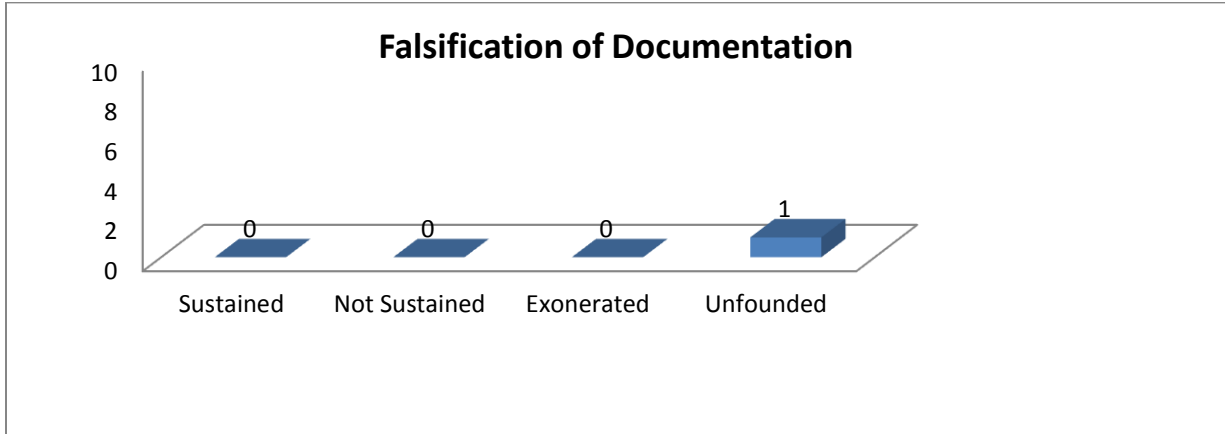 Falsification of Documentation
10
8
6
4
2
0
0 0 0 1
Sustained Not Sustained Exonerated Unfounded